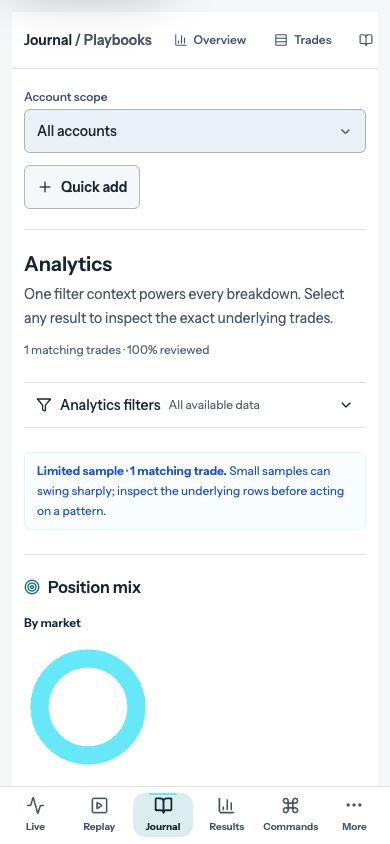 Journal / Playbooks
Overview
Trades
Account scope
All accounts
Quick add
Analytics
One filter context powers every breakdown. Select
any result to inspect the exact underlying trades.
1 matching trades · 100% reviewed
Analytics filters All available data
Limited sample · 1 matching trade. Small samples can
swing sharply; inspect the underlying rows before acting
on a pattern.
Position mix
By market
Live
Replay
Journal
Results
Commands
More